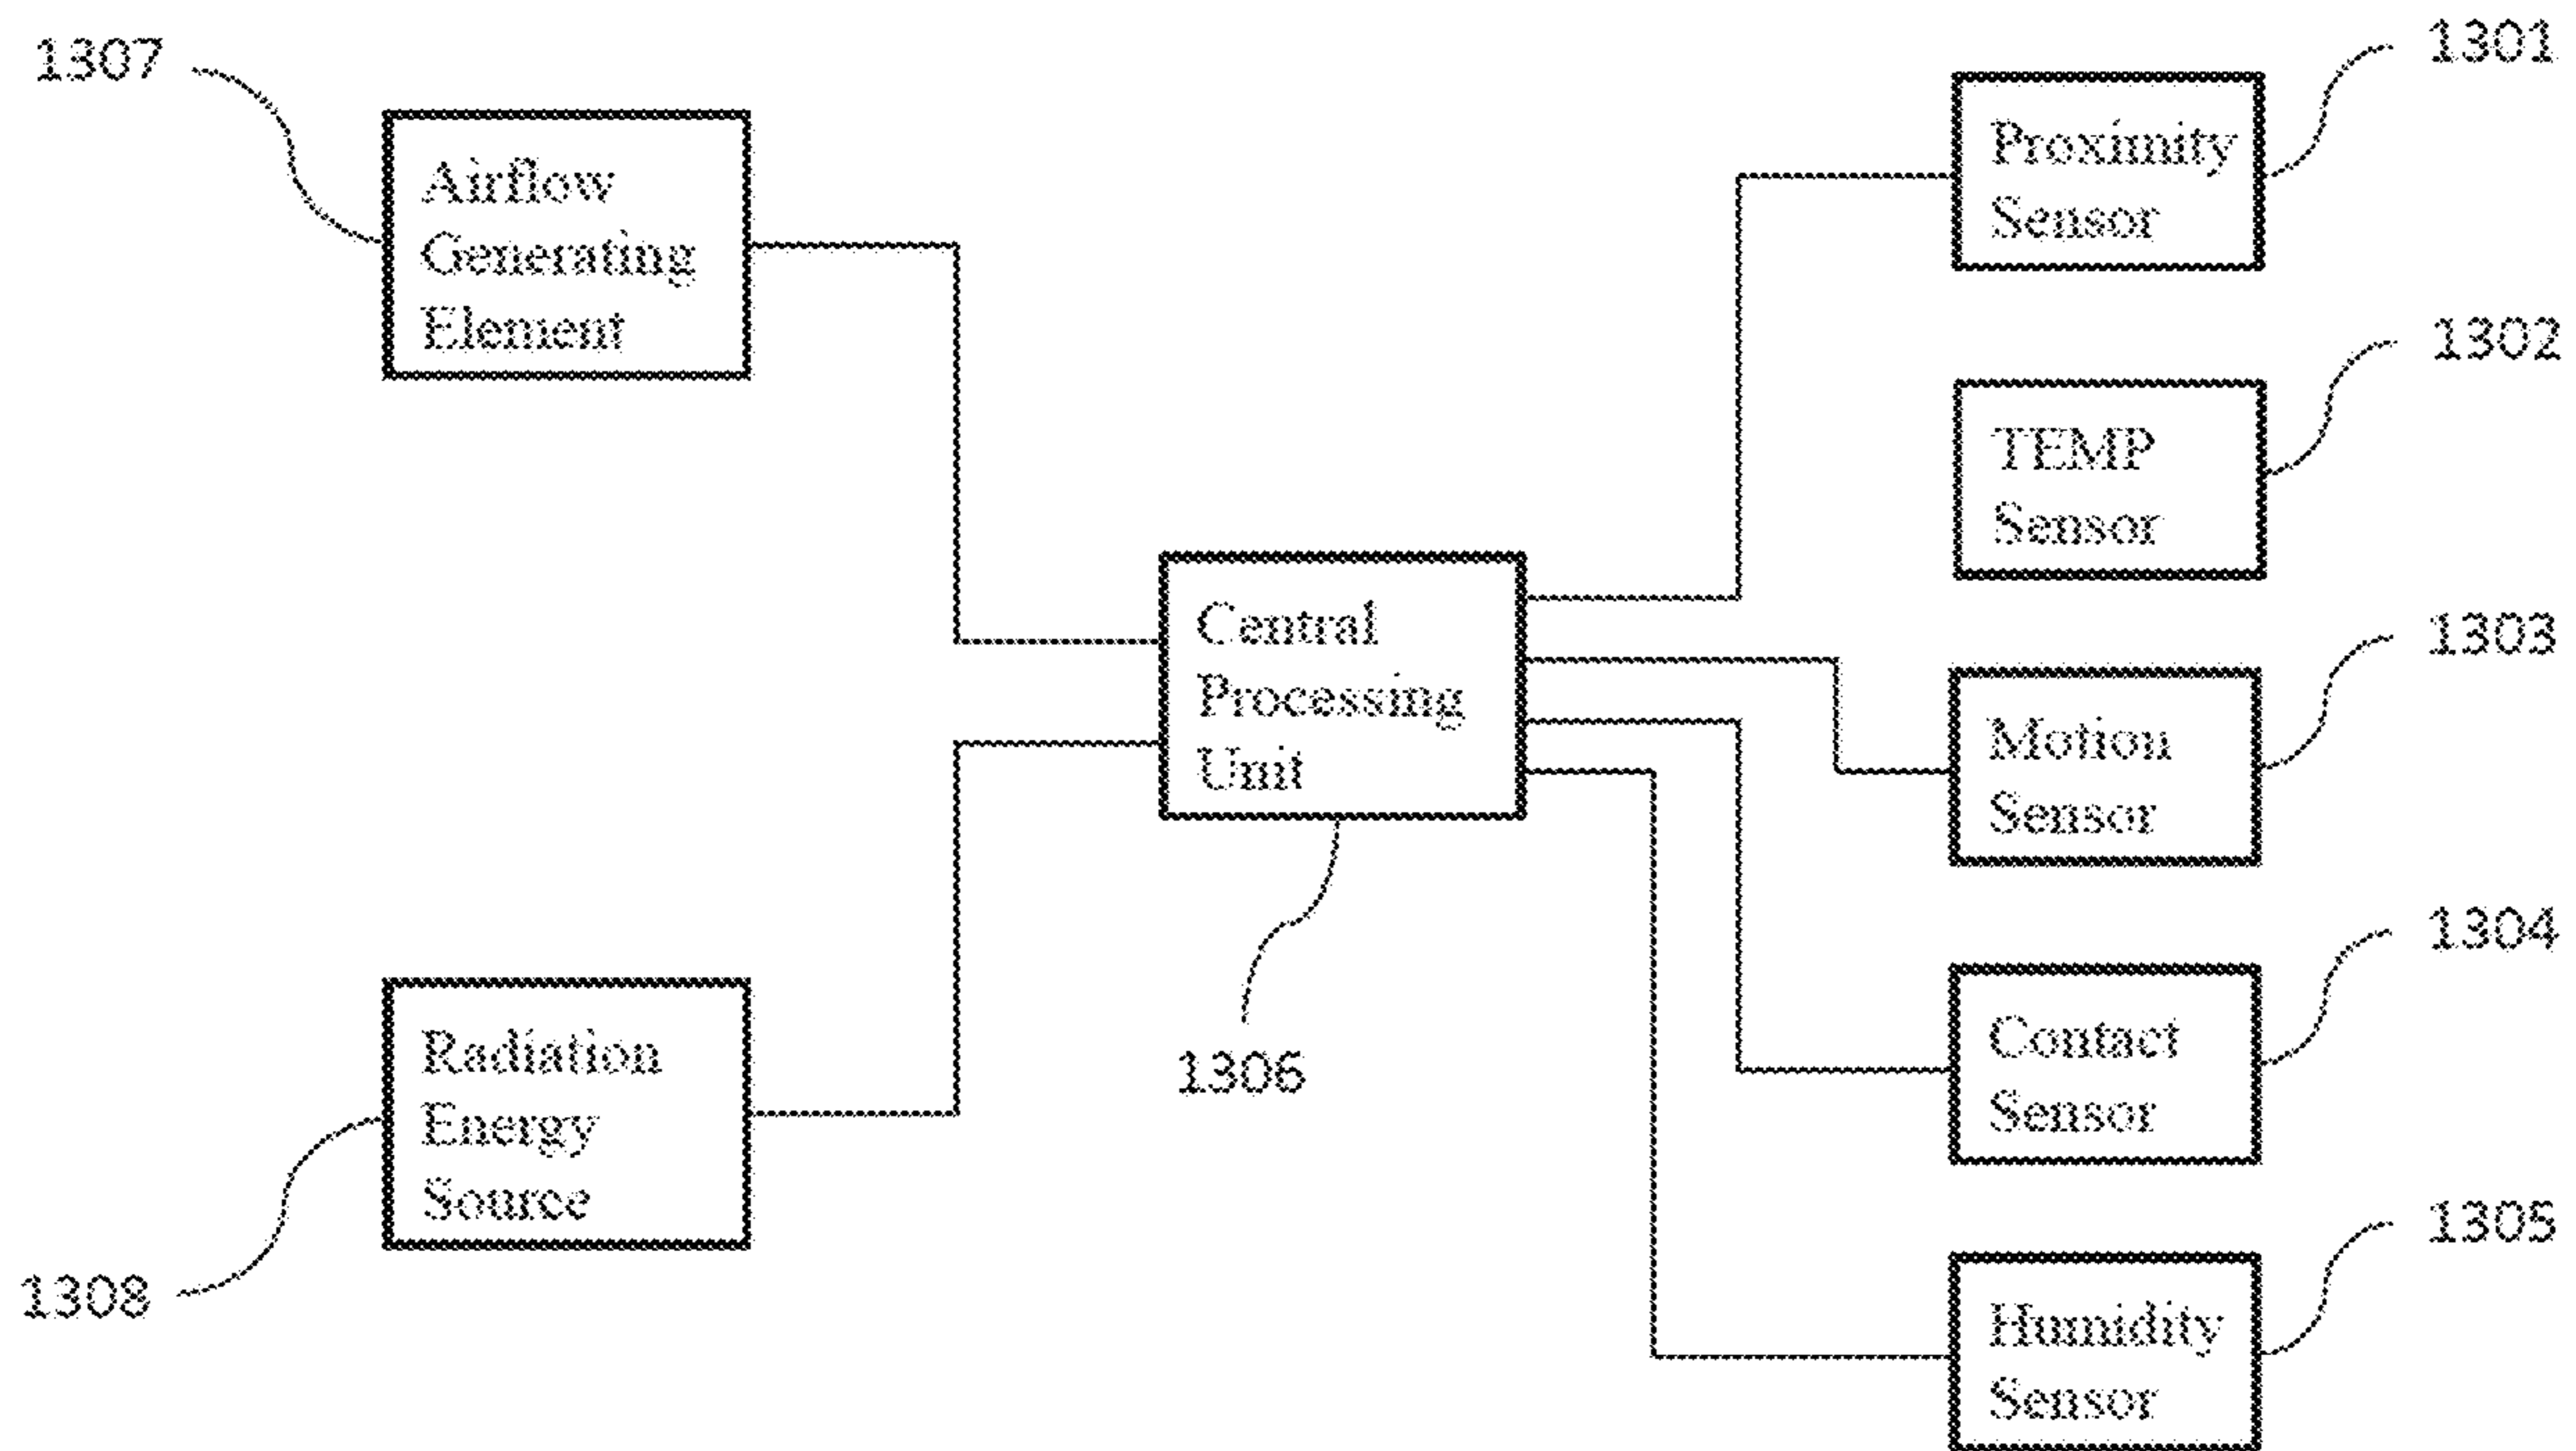 1307
Airflow
Generating
Element
Radiation
Energy
Source
1308
Central
Processing
Unit
1306
1301
Proximity
Sensor
1302
TEMP
Sensor
1303
Motion
Sensor
1304
Contact
Sensor
1305
Humidity
Sensor